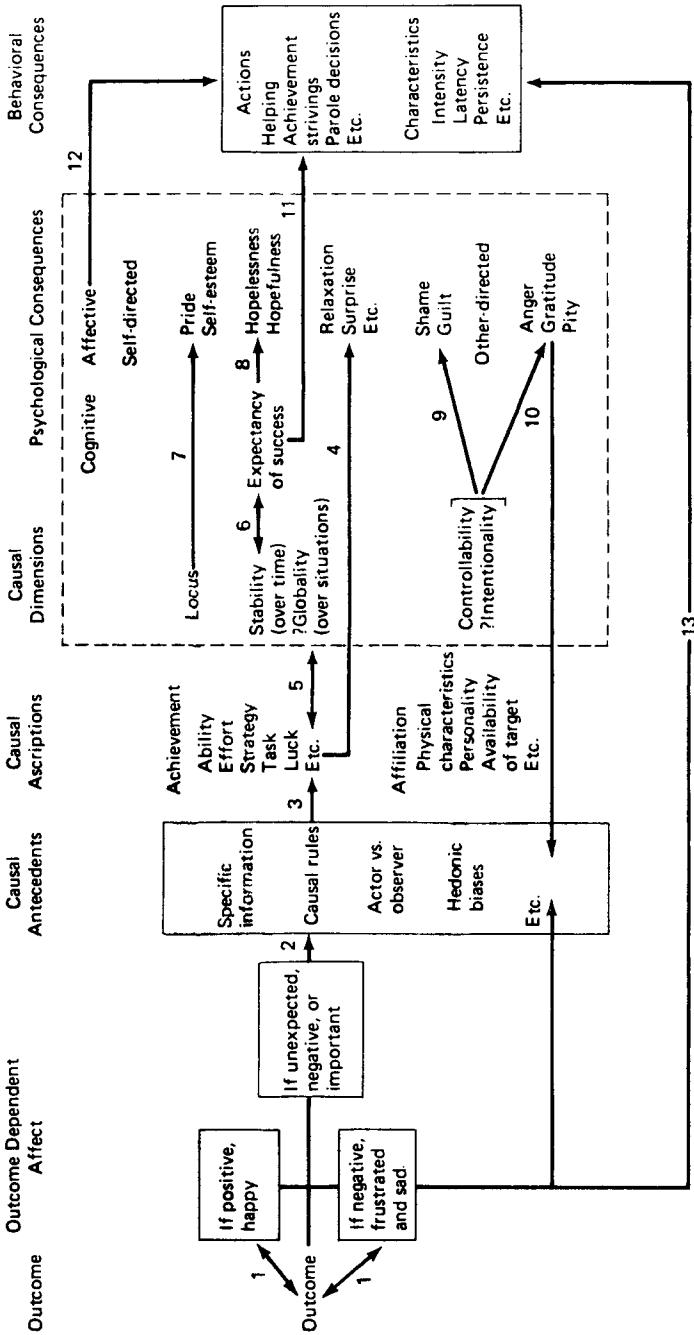 Outcome
Outcome Dependent
Affect
Causal
Antecedents
Causal
Ascriptions
Causal
Dimensions
Psychological Consequences
Behavioral
Consequences
1
Outcome
1
If positive,
happy
If negative,
frustrated
and sad
If unexpected,
negative, or
important
2
Specific
information
Causal rules
Actor vs.
observer
Hedonic
biases
Etc.
3
Achievement
Ability
Effort
Strategy
Task
Luck
Etc.
Affiliation
Physical
characteristics
Personality
Availability
of target
Etc.
5
Locus
Stability
(over time)
?Globality
(over situations)
Controllability
?Intentionality
7
6
4
Cognitive
Expectancy
of success
8
9
10
Affective
Self-directed
Pride
Self-esteem
Hopelessness
Hopefulness
Relaxation
Surprise
Etc.
Shame
Guilt
Other-directed
Anger
Gratitude
Pity
12
11
13
Actions
Helping
Achievement
strivings
Parole decisions
Etc.
Characteristics
Intensity
Latency
Persistence
Etc.